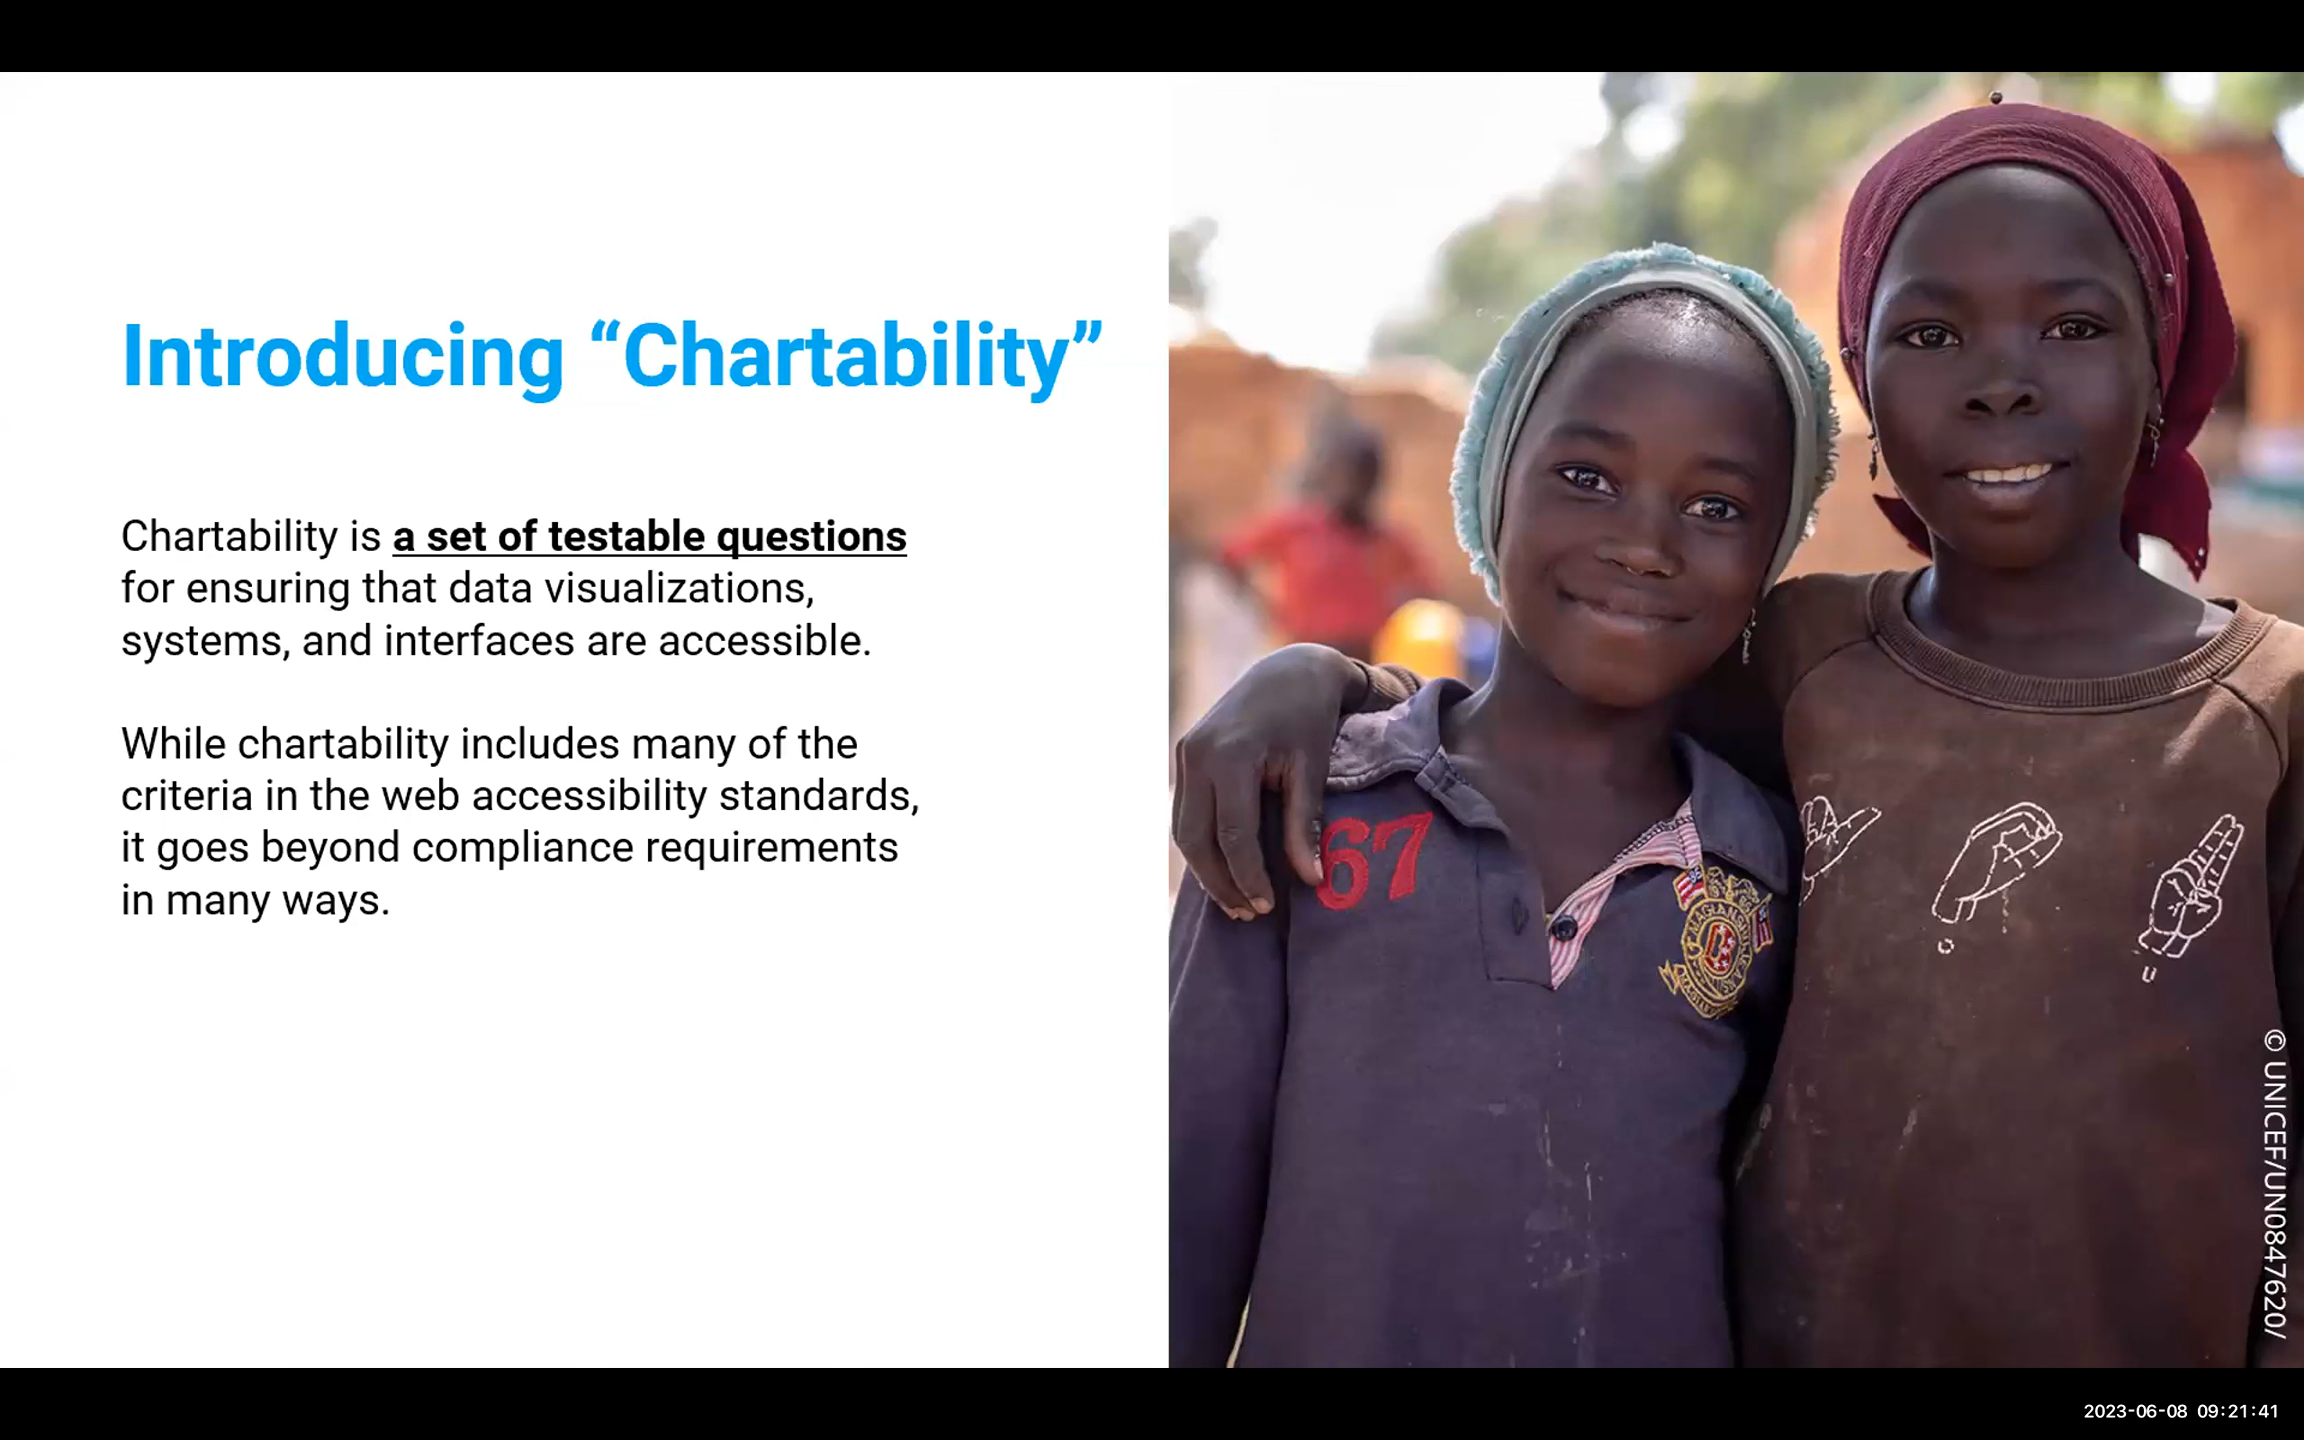 Introducing “Chartability”
Chartability is a set of testable questions
for ensuring that data visualizations,
systems, and interfaces are accessible.
While chartability includes many of the
criteria in the web accessibility standards,
it goes beyond compliance requirements
in many ways.
67
o
u
© UNICEF/UN0847620/
2023-06-08 09:21:41